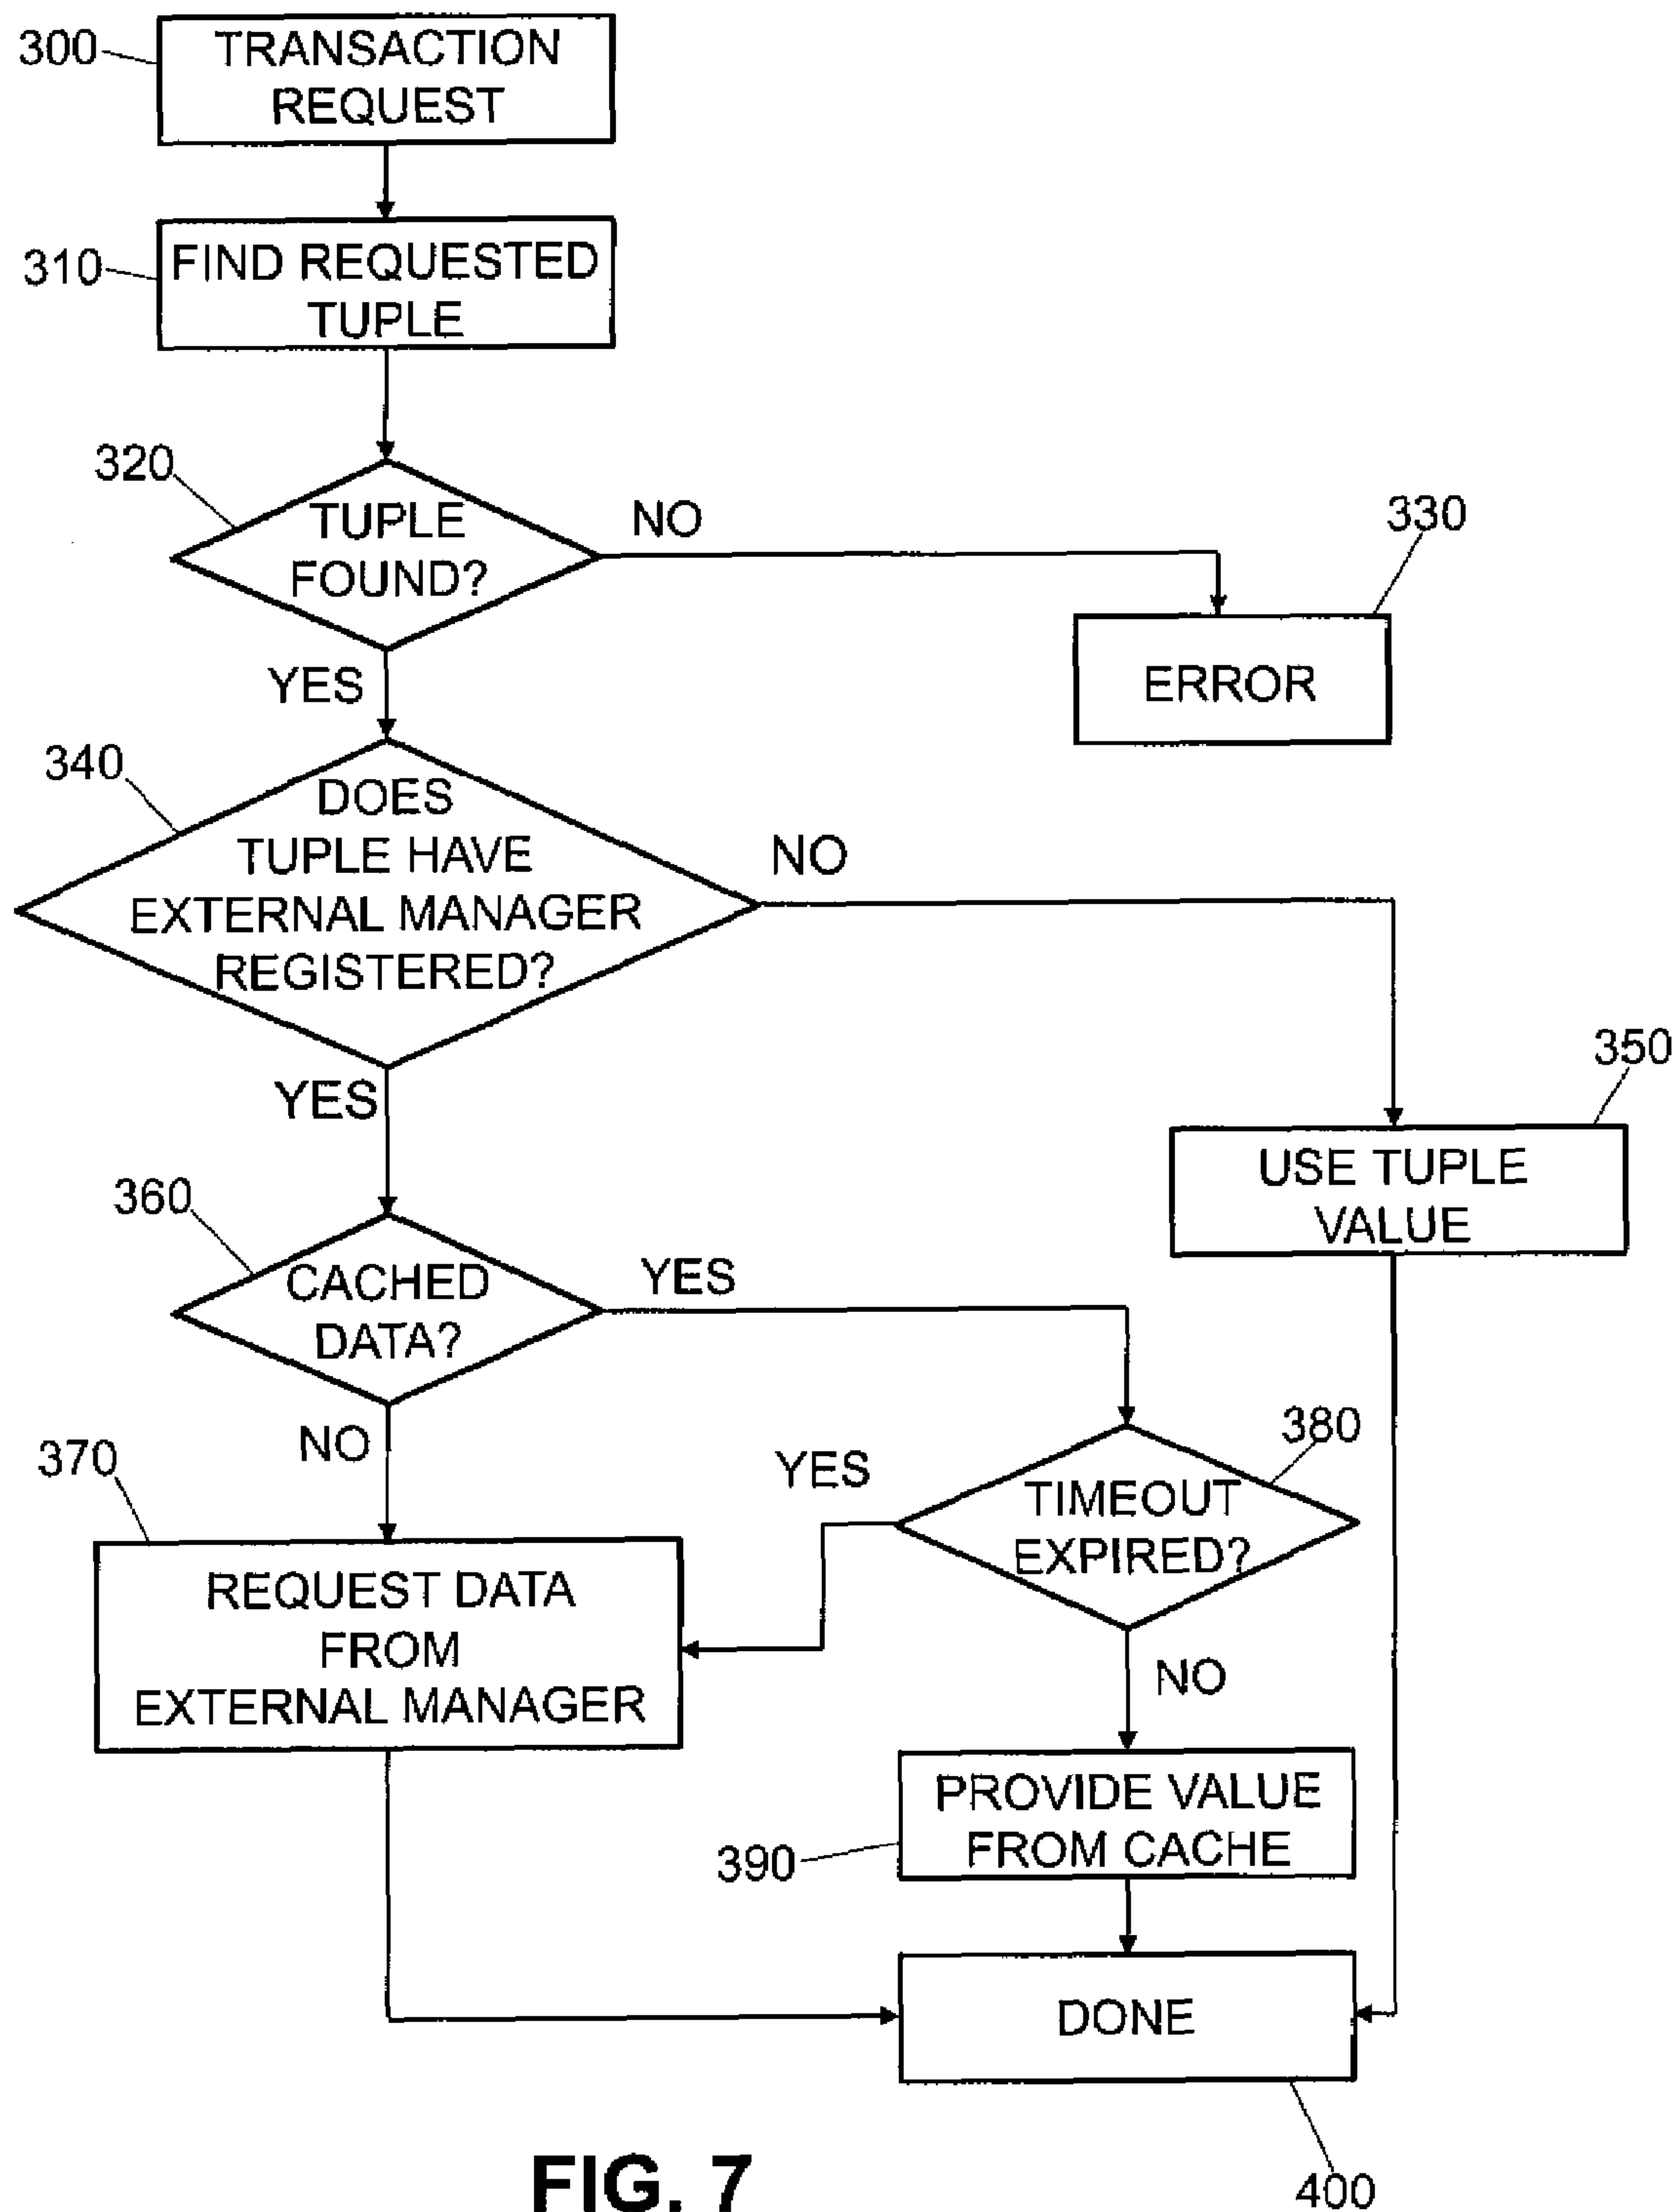 300
TRANSACTION
REQUEST
310
FIND REQUESTED
TUPLE
320
TUPLE
FOUND?
NO
330
ERROR
YES
340
DOES
TUPLE HAVE
EXTERNAL MANAGER
REGISTERED?
NO
YES
350
USE TUPLE
VALUE
360
CACHED
DATA?
YES
NO
370
REQUEST DATA
FROM
EXTERNAL MANAGER
380
YES
TIMEOUT
EXPIRED?
NO
390
PROVIDE VALUE
FROM CACHE
DONE
400
FIG. 7